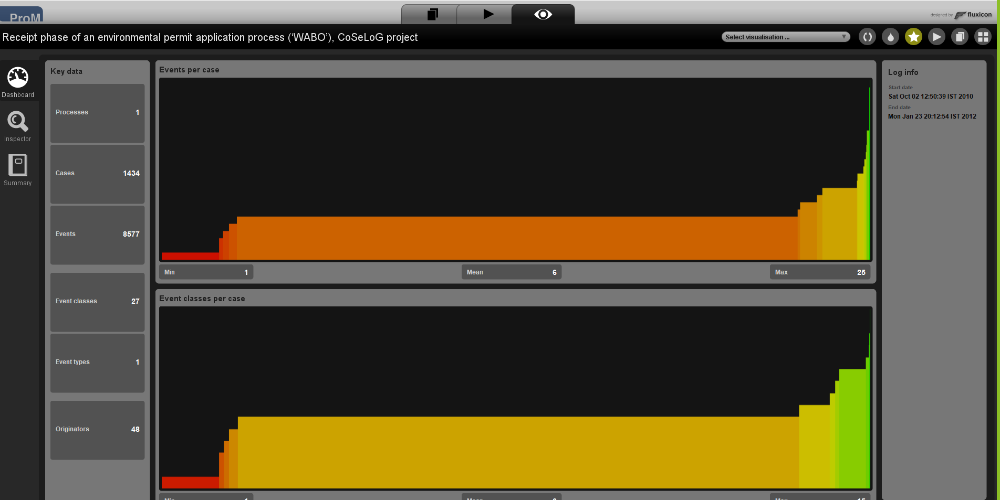 ProM
designed by fluxicon
Receipt phase of an environmental permit application process (‘WABO’), CoSeLoG project
Select visualisation ...
Dashboard
Inspector
Summary
Key data
Processes 1
Cases 1434
Events 8577
Event classes 27
Event types 1
Originators 48
Events per case
Min 1
Mean 6
Max 25
Event classes per case
Log info
Start date
Sat Oct 02 12:50:39 IST 2010
End date
Mon Jan 23 20:12:54 IST 2012